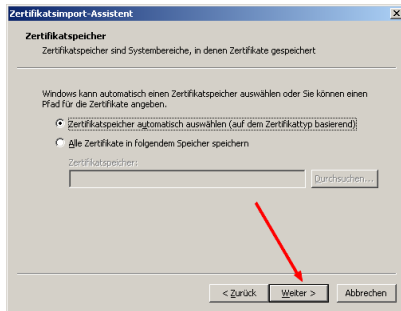 Zertifikatsimport-Assistent
Zertifikatspeicher
Zertifikatspeicher sind Systembereiche, in denen Zertifikate gespeichert
Windows kann automatisch einen Zertifikatspeicher auswählen oder Sie können einen
Pfad für die Zertifikate angeben.
Zertifikatspeicher automatisch auswählen (auf dem Zertifikattyp basierend)
Alle Zertifikate in folgendem Speicher speichern
Zertifikatspeicher:
Durchsuchen...
< Zurück Weiter > Abbrechen